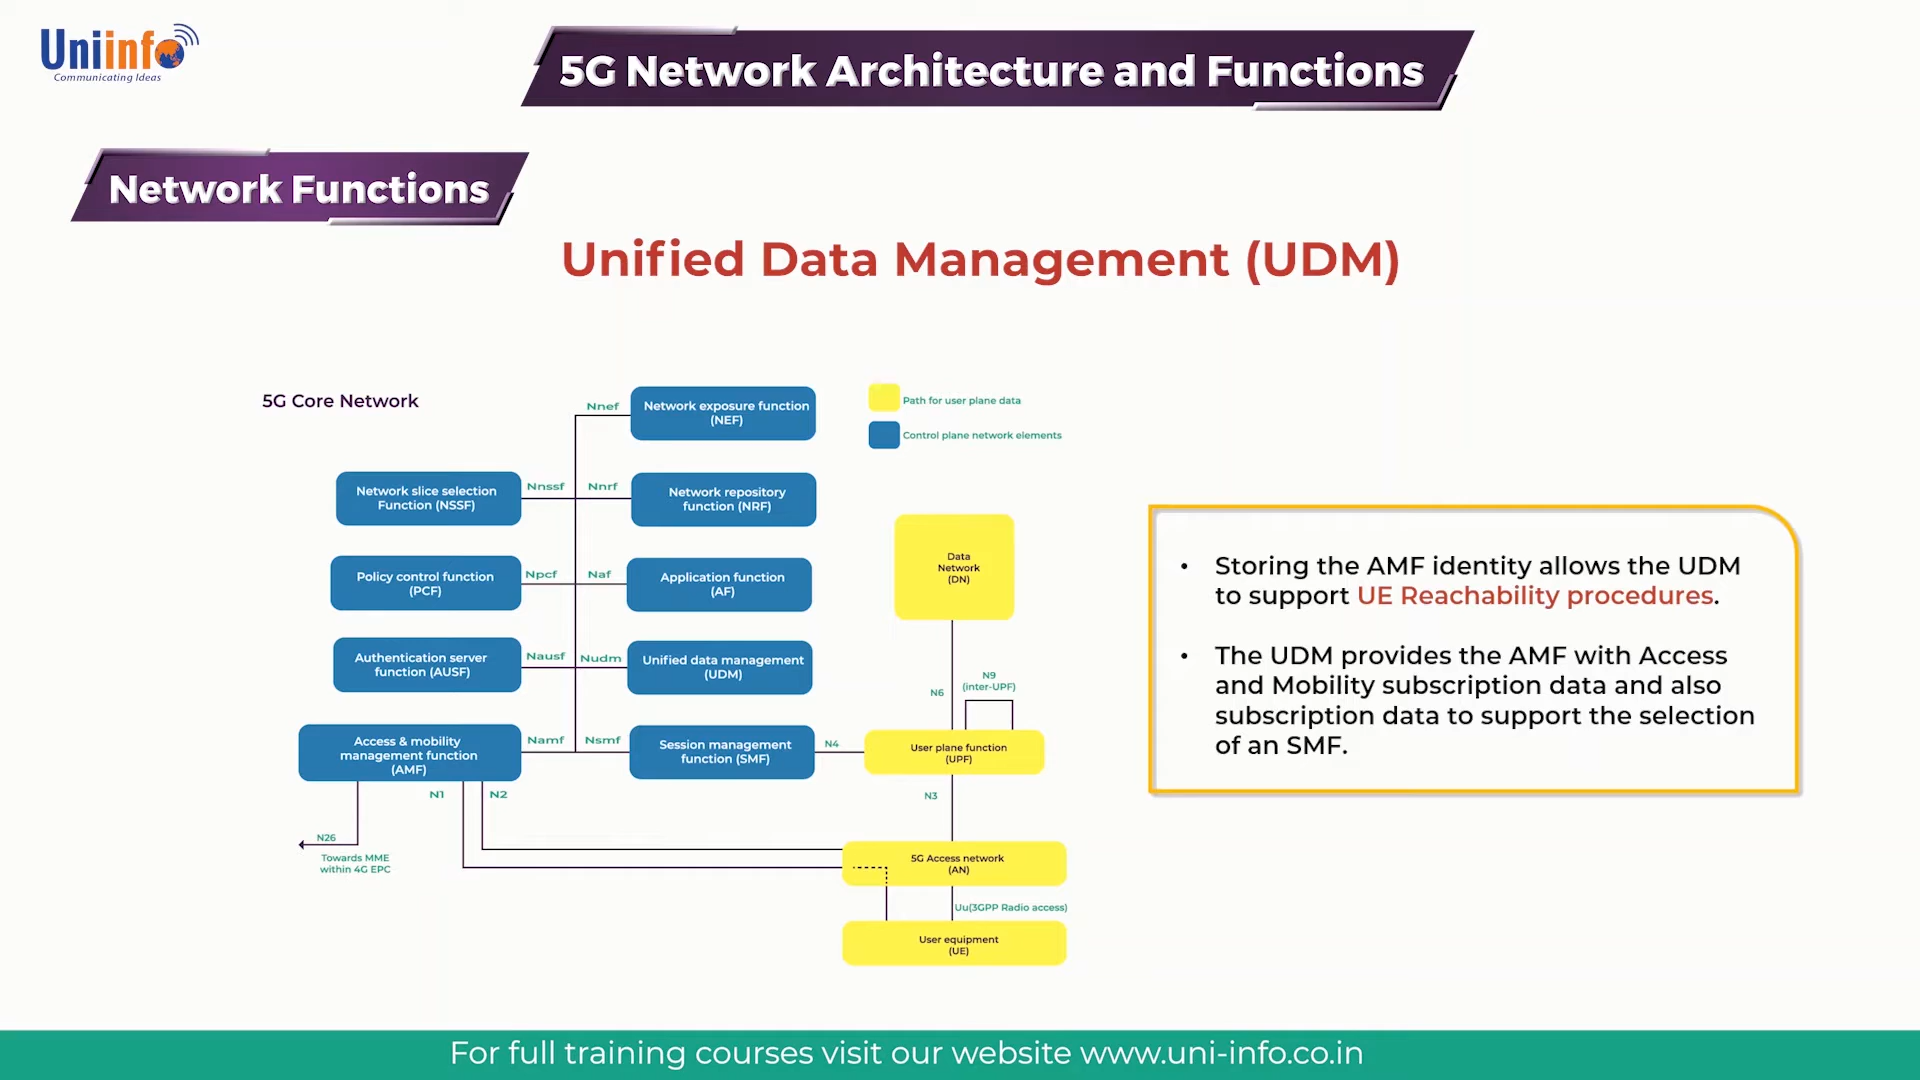 Uniinfo
Communicating Ideas
5G Network Architecture and Functions
Network Functions
Unified Data Management (UDM)
5G Core Network
Nnef
Network exposure function
(NEF)
Path for user plane data
Control plane network elements
Network slice selection
Function (NSSF)
Nnssf
Nnrf
Network repository
function (NRF)
Policy control function
(PCF)
Npcf
Naf
Application function
(AF)
Authentication server
function (AUSF)
Nausf
Nudm
Unified data management
(UDM)
Access & mobility
management function
(AMF)
Namf
Nsmf
Session management
function (SMF)
N4
Data
Network
(DN)
N6
N9
(inter-UPF)
User plane function
(UPF)
N1
N2
N3
N26
Towards MME
within 4G EPC
5G Access network
(AN)
Uu(3GPP Radio access)
User equipment
(UE)
• Storing the AMF identity allows the UDM
to support UE Reachability procedures.
• The UDM provides the AMF with Access
and Mobility subscription data and also
subscription data to support the selection
of an SMF.
For full training courses visit our website www.uni-info.co.in